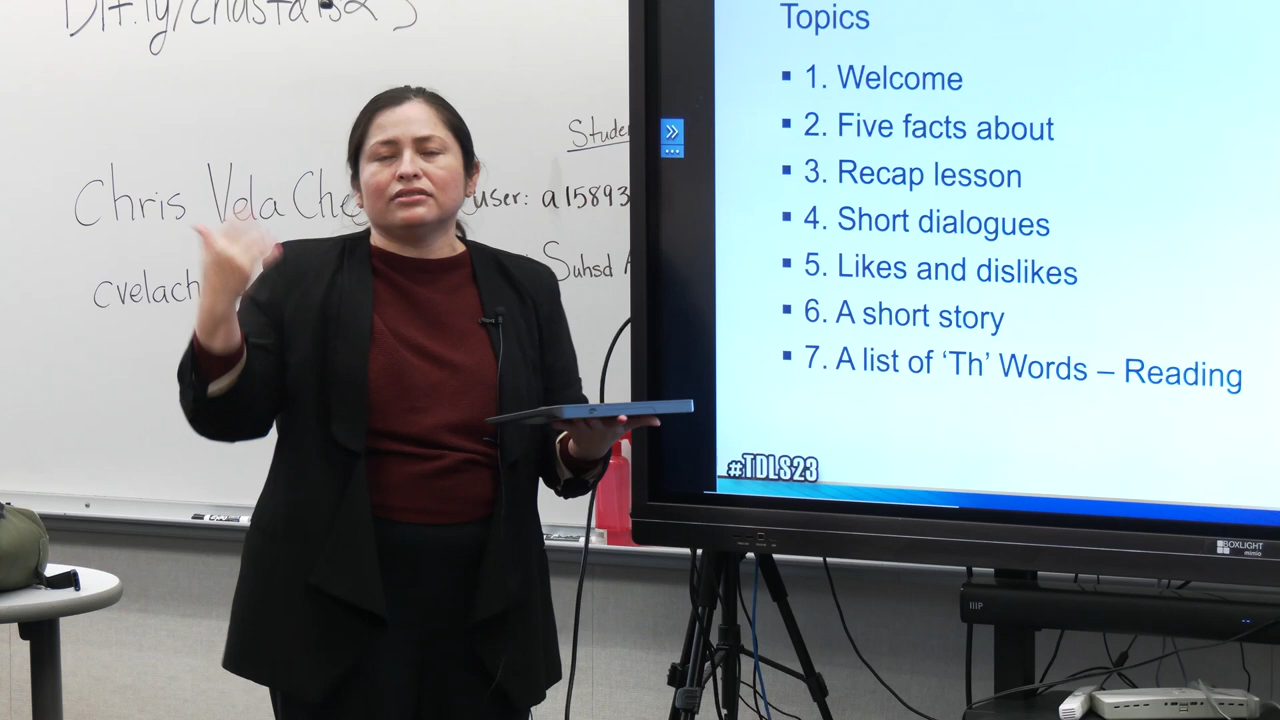 Chris Vela Che
cvelach
Stude
user: a15893
Suhsd A
Topics
1. Welcome
2. Five facts about
3. Recap lesson
4. Short dialogues
5. Likes and dislikes
6. A short story
7. A list of ‘Th’ Words – Reading
#TDLS23
BOXLIGHT
mimio